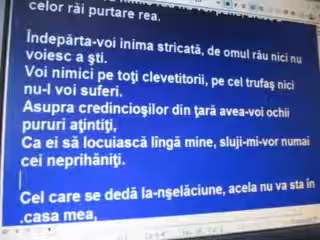 celor răi purtare rea.
Îndepărta-voi inima stricată, de omul rău nici nu
voiesc a şti.
Voi nimici pe toţi clevetitorii, pe cel trufaş nici
nu-l voi suferi.
Asupra credincioşilor din ţară avea-voi ochii
pururi aţintiţi,
Ca ei să locuiască lîngă mine, sluji-mi-vor numai
cei neprihăniţi.
Cel care se dedă la-nşelăciune, acela nu va sta în
casa mea,